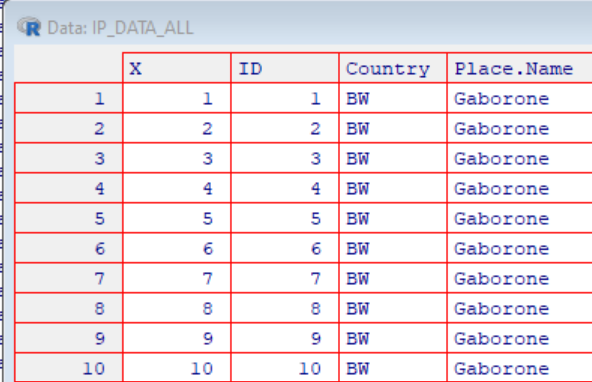 Data: IP_DATA_ALL
X ID Country Place.Name
1 1 1 BW Gaborone
2 2 2 BW Gaborone
3 3 3 BW Gaborone
4 4 4 BW Gaborone
5 5 5 BW Gaborone
6 6 6 BW Gaborone
7 7 7 BW Gaborone
8 8 8 BW Gaborone
9 9 9 BW Gaborone
10 10 10 BW Gaborone